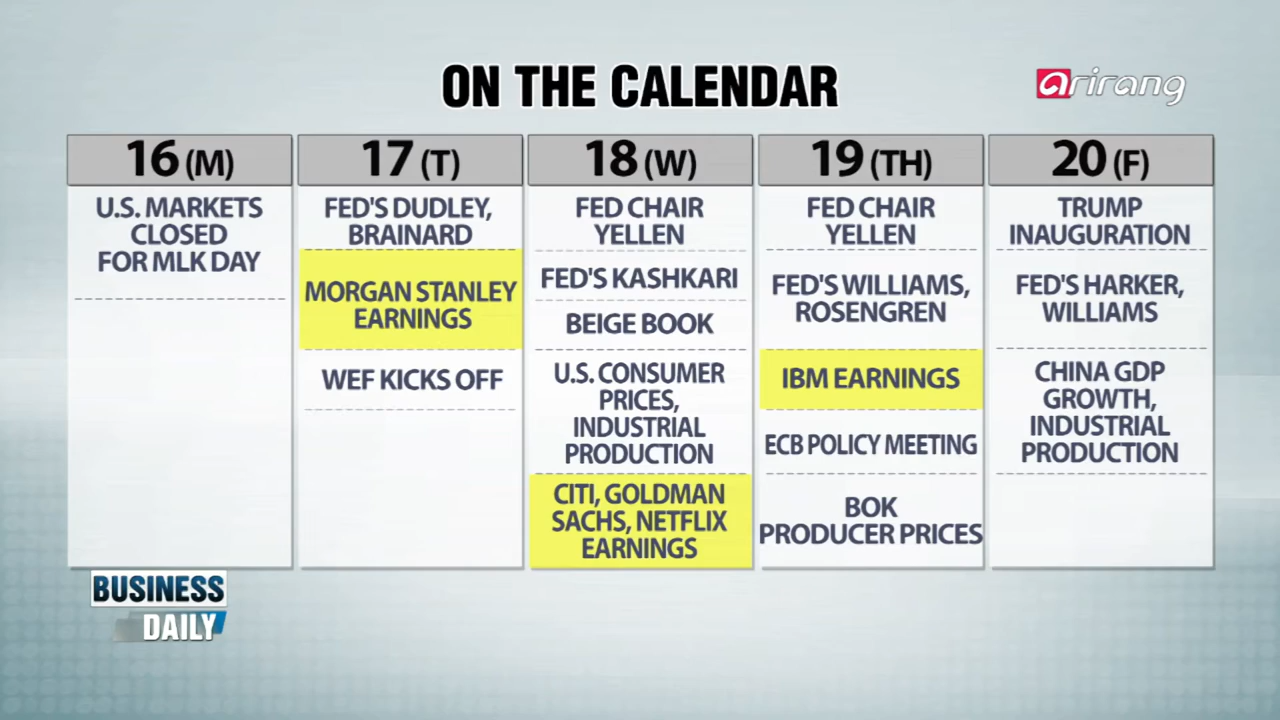 ON THE CALENDAR
arirang
16 (M)
U.S. MARKETS
CLOSED
FOR MLK DAY
17 (T)
FED'S DUDLEY,
BRAINARD
MORGAN STANLEY
EARNINGS
WEF KICKS OFF
18 (W)
FED CHAIR
YELLEN
FED'S KASHKARI
BEIGE BOOK
U.S. CONSUMER
PRICES,
INDUSTRIAL
PRODUCTION
CITI, GOLDMAN
SACHS, NETFLIX
EARNINGS
19 (TH)
FED CHAIR
YELLEN
FED'S WILLIAMS,
ROSENGREN
IBM EARNINGS
ECB POLICY MEETING
BOK
PRODUCER PRICES
20 (F)
TRUMP
INAUGURATION
FED'S HARKER,
WILLIAMS
CHINA GDP
GROWTH,
INDUSTRIAL
PRODUCTION
BUSINESS
DAILY